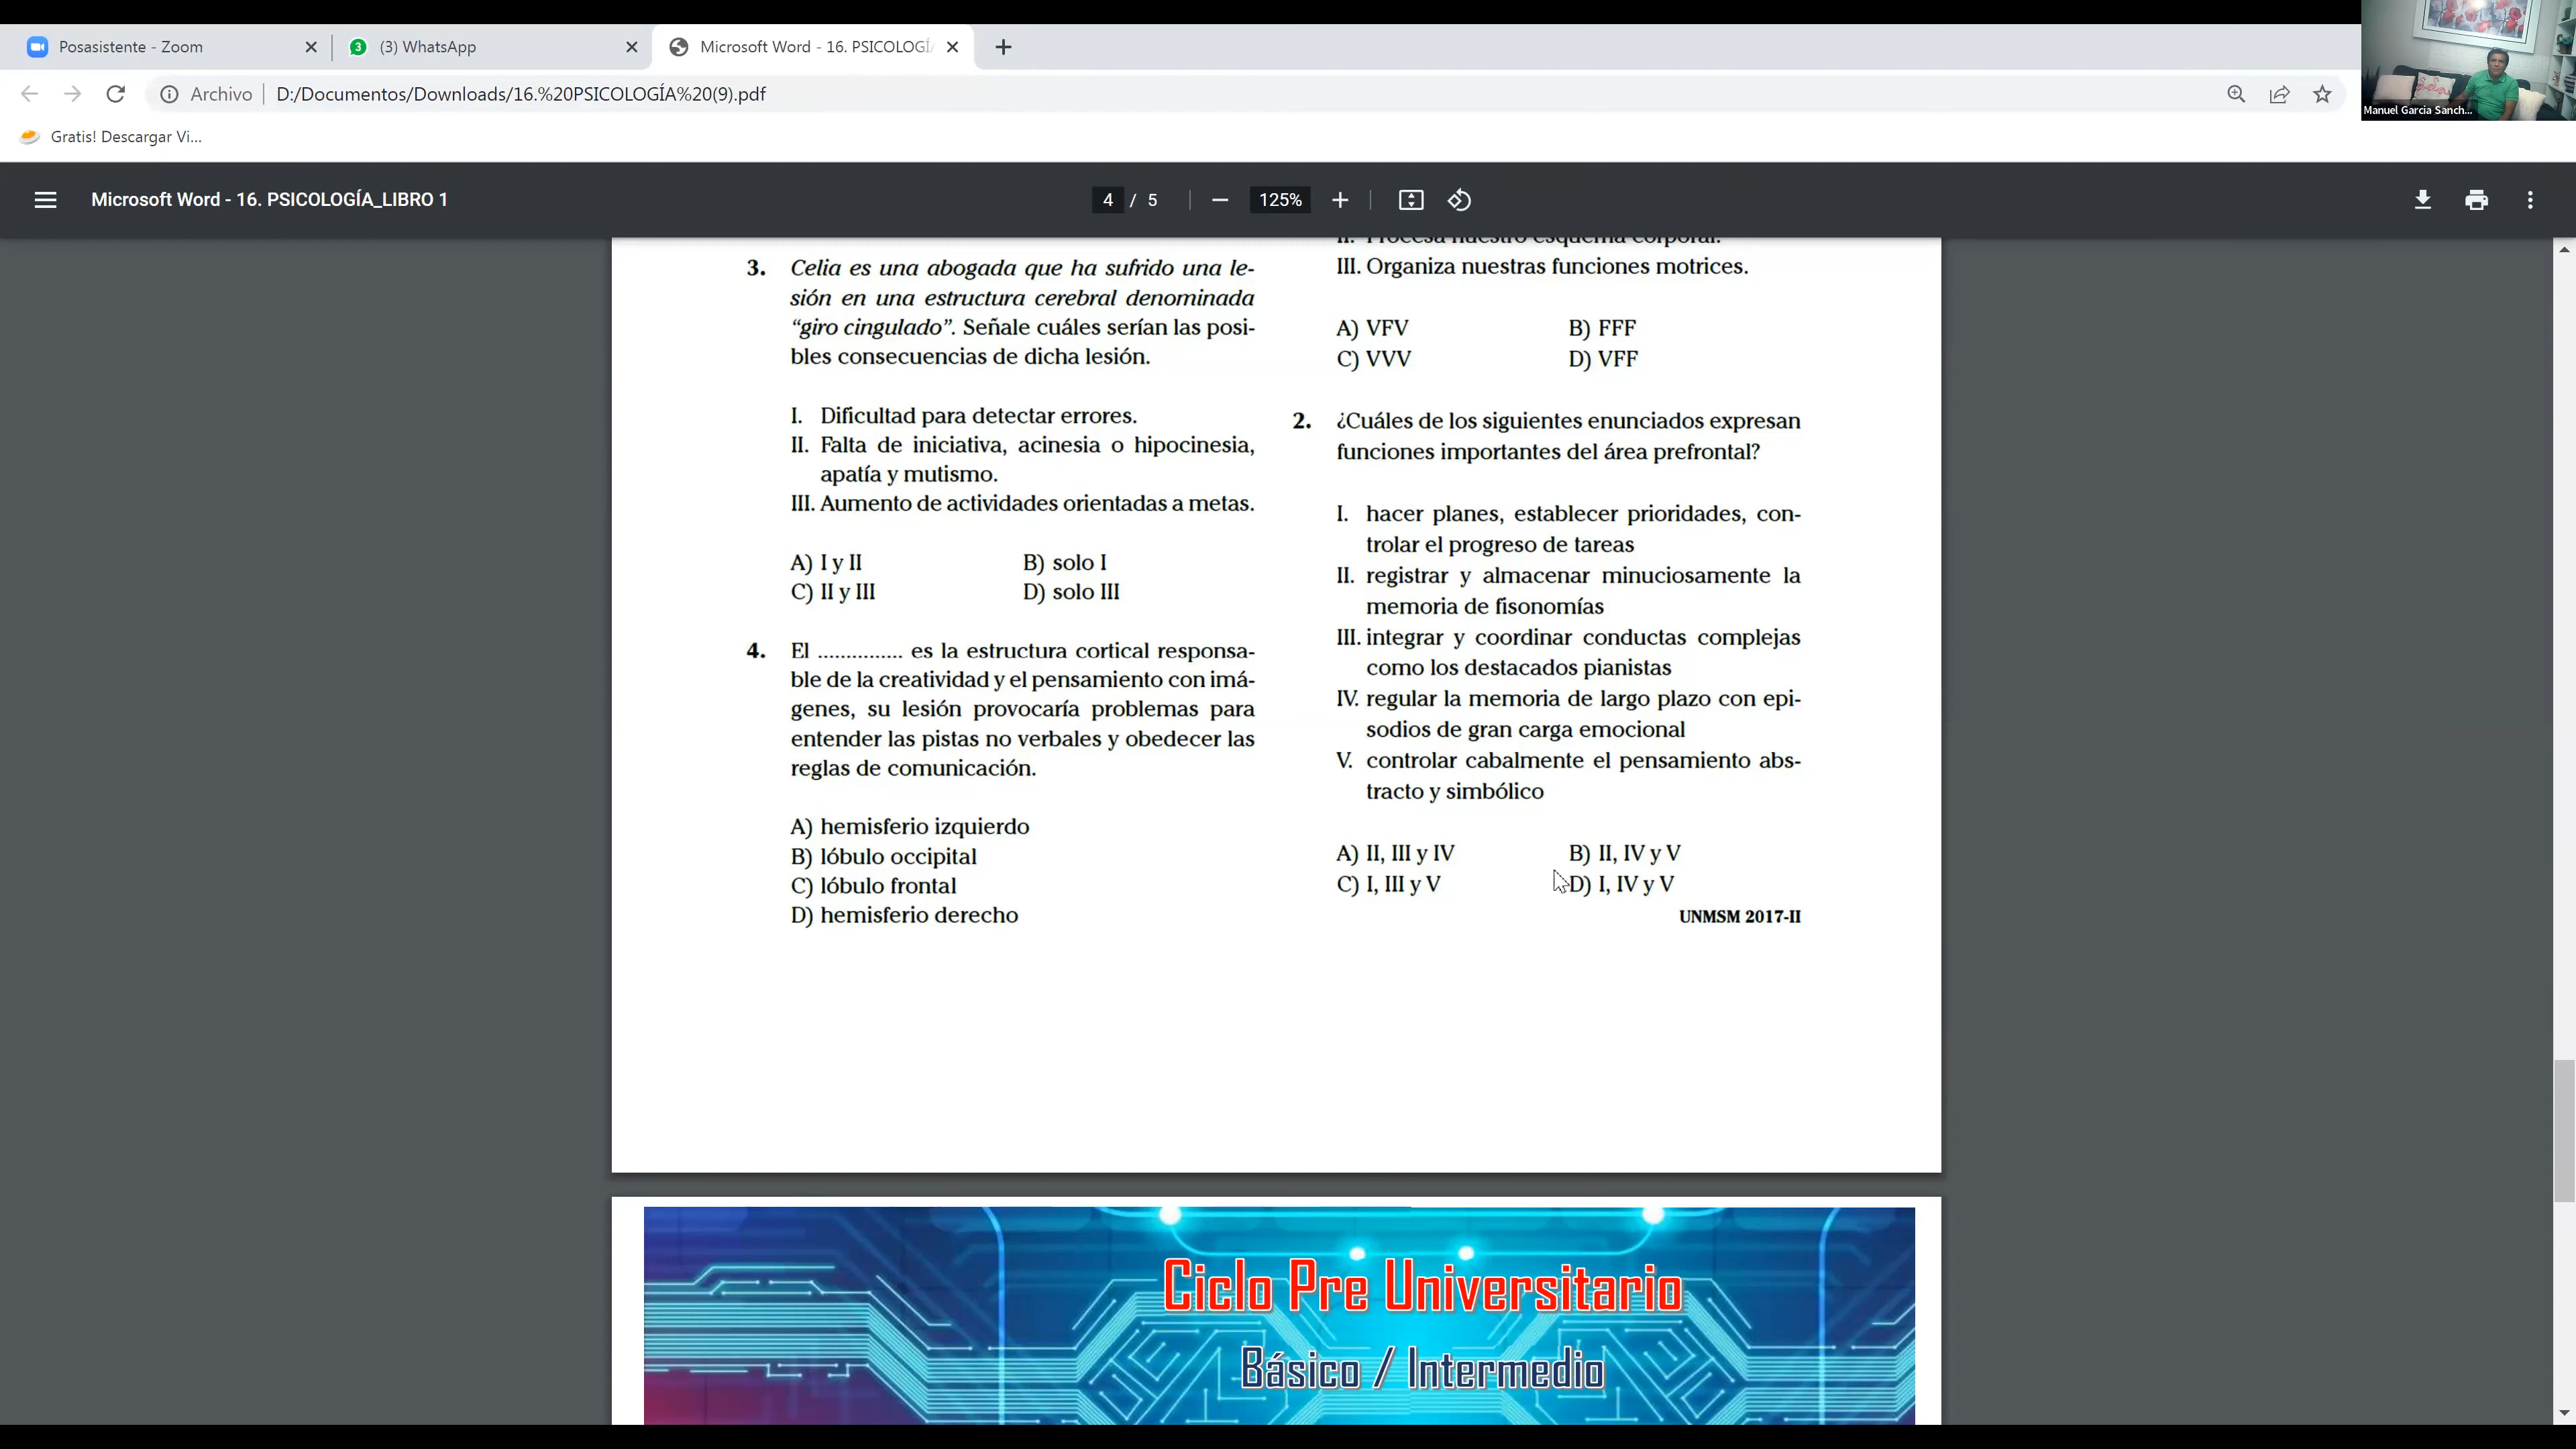 Posasistente - Zoom
3 (3) WhatsApp
Microsoft Word - 16. PSICOLOGÍ
Archivo D:/Documentos/Downloads/16.%20PSICOLOGÍA%20(9).pdf
Gratis! Descargar Vi...
Manuel Garcia Sanch...
Microsoft Word - 16. PSICOLOGÍA_LIBRO 1
4 / 5
125%
3. Celia es una abogada que ha sufrido una le-
sión en una estructura cerebral denominada
“giro cingulado”. Señale cuáles serían las posi-
bles consecuencias de dicha lesión.
I. Dificultad para detectar errores.
II. Falta de iniciativa, acinesia o hipocinesia,
apatía y mutismo.
III. Aumento de actividades orientadas a metas.
A) I y II B) solo I
C) II y III D) solo III
4. El ............... es la estructura cortical responsa-
ble de la creatividad y el pensamiento con imá-
genes, su lesión provocaría problemas para
entender las pistas no verbales y obedecer las
reglas de comunicación.
A) hemisferio izquierdo
B) lóbulo occipital
C) lóbulo frontal
D) hemisferio derecho
II. Procesa nuestro esquema corporal.
III. Organiza nuestras funciones motrices.
A) VFV B) FFF
C) VVV D) VFF
2. ¿Cuáles de los siguientes enunciados expresan
funciones importantes del área prefrontal?
I. hacer planes, establecer prioridades, con-
trolar el progreso de tareas
II. registrar y almacenar minuciosamente la
memoria de fisonomías
III. integrar y coordinar conductas complejas
como los destacados pianistas
IV. regular la memoria de largo plazo con epi-
sodios de gran carga emocional
V. controlar cabalmente el pensamiento abs-
tracto y simbólico
A) II, III y IV B) II, IV y V
C) I, III y V D) I, IV y V
UNMSM 2017-II
Ciclo Pre Universitario
Básico / Intermedio